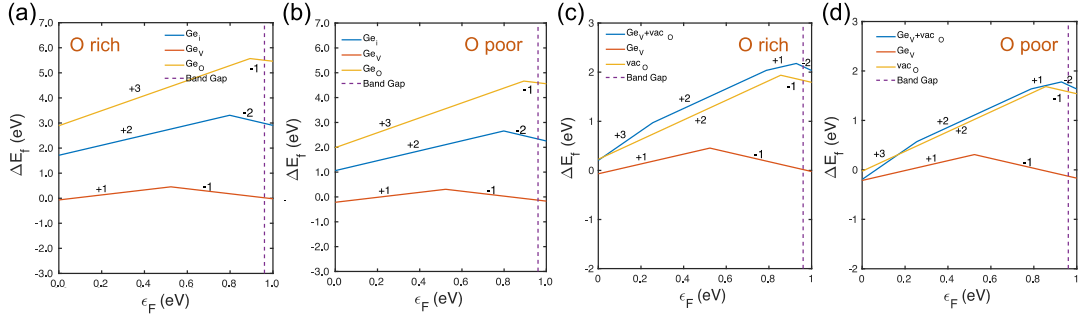 (a)
O rich
Ge_i
Ge_V
Ge_O
Band Gap
+3
-1
+2
-2
+1
-1
7.0
6.0
5.0
4.0
3.0
2.0
1.0
0.0
1.0
2.0
-3.0
ΔE_f (eV)
0.0 0.2 0.4 0.6 0.8 1.0
ϵ_F (eV)
(b)
O poor
Ge_i
Ge_V
Ge_O
Band Gap
+3
-1
+2
-2
+1
-1
7.0
6.0
5.0
4.0
3.0
2.0
1.0
0.0
-1.0
-2.0
-3.0
ΔE_f (eV)
0.0 0.2 0.4 0.6 0.8 1.0
ϵ_F (eV)
(c)
O rich
Ge_V+vac_O
Ge_V
vac_O
Band Gap
+1
-2
+2
-1
+3
+2
+1
-1
3
2
1
0
1
-2
ΔE_f (eV)
0 0.2 0.4 0.6 0.8 1.0
ϵ_F (eV)
(d)
O poor
Ge_V+vac_O
Ge_V
vac_O
Band Gap
+1
-2
-1
+2
+2
+3
+1
-1
2
1
0
1
-2
ΔE_f (eV)
0 0.2 0.4 0.6 0.8 1.0
ϵ_F (eV)